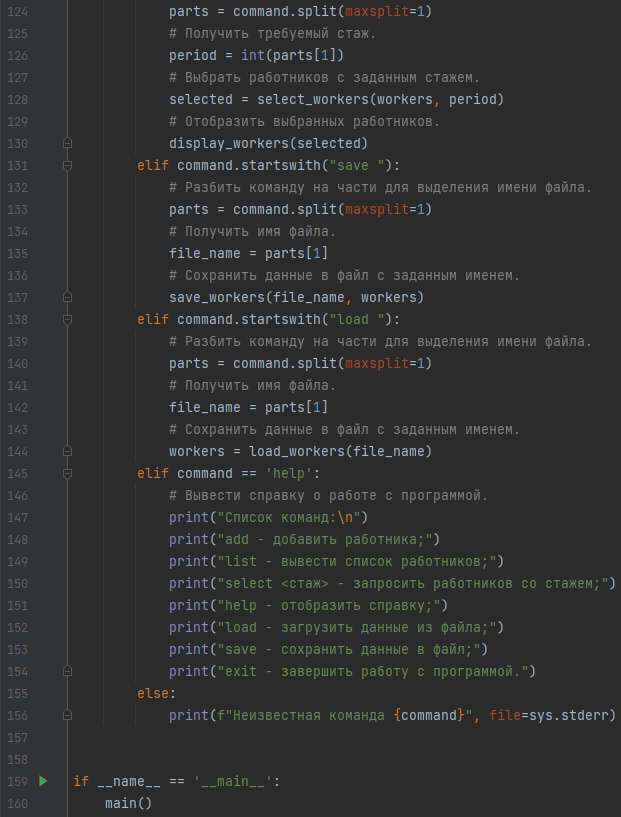 124 parts = command.split(maxsplit=1)
125 # Получить требуемый стаж.
126 period = int(parts[1])
127 # Выбрать работников с заданным стажем.
128 selected = select_workers(workers, period)
129 # Отобразить выбранных работников.
130 display_workers(selected)
131 elif command.startswith("save "):
132 # Разбить команду на части для выделения имени файла.
133 parts = command.split(maxsplit=1)
134 # Получить имя файла.
135 file_name = parts[1]
136 # Сохранить данные в файл с заданным именем.
137 save_workers(file_name, workers)
138 elif command.startswith("load "):
139 # Разбить команду на части для выделения имени файла.
140 parts = command.split(maxsplit=1)
141 # Получить имя файла.
142 file_name = parts[1]
143 # Сохранить данные в файл с заданным именем.
144 workers = load_workers(file_name)
145 elif command == 'help':
146 # Вывести справку о работе с программой.
147 print("Список команд:\n")
148 print("add - добавить работника;")
149 print("list - вывести список работников;")
150 print("select <стаж> - запросить работников со стажем;")
151 print("help - отобразить справку;")
152 print("load - загрузить данные из файла;")
153 print("save - сохранить данные в файл;")
154 print("exit - завершить работу с программой.")
155 else:
156 print(f"Неизвестная команда {command}", file=sys.stderr)
157
158
159 if __name__ == '__main__':
160 main()